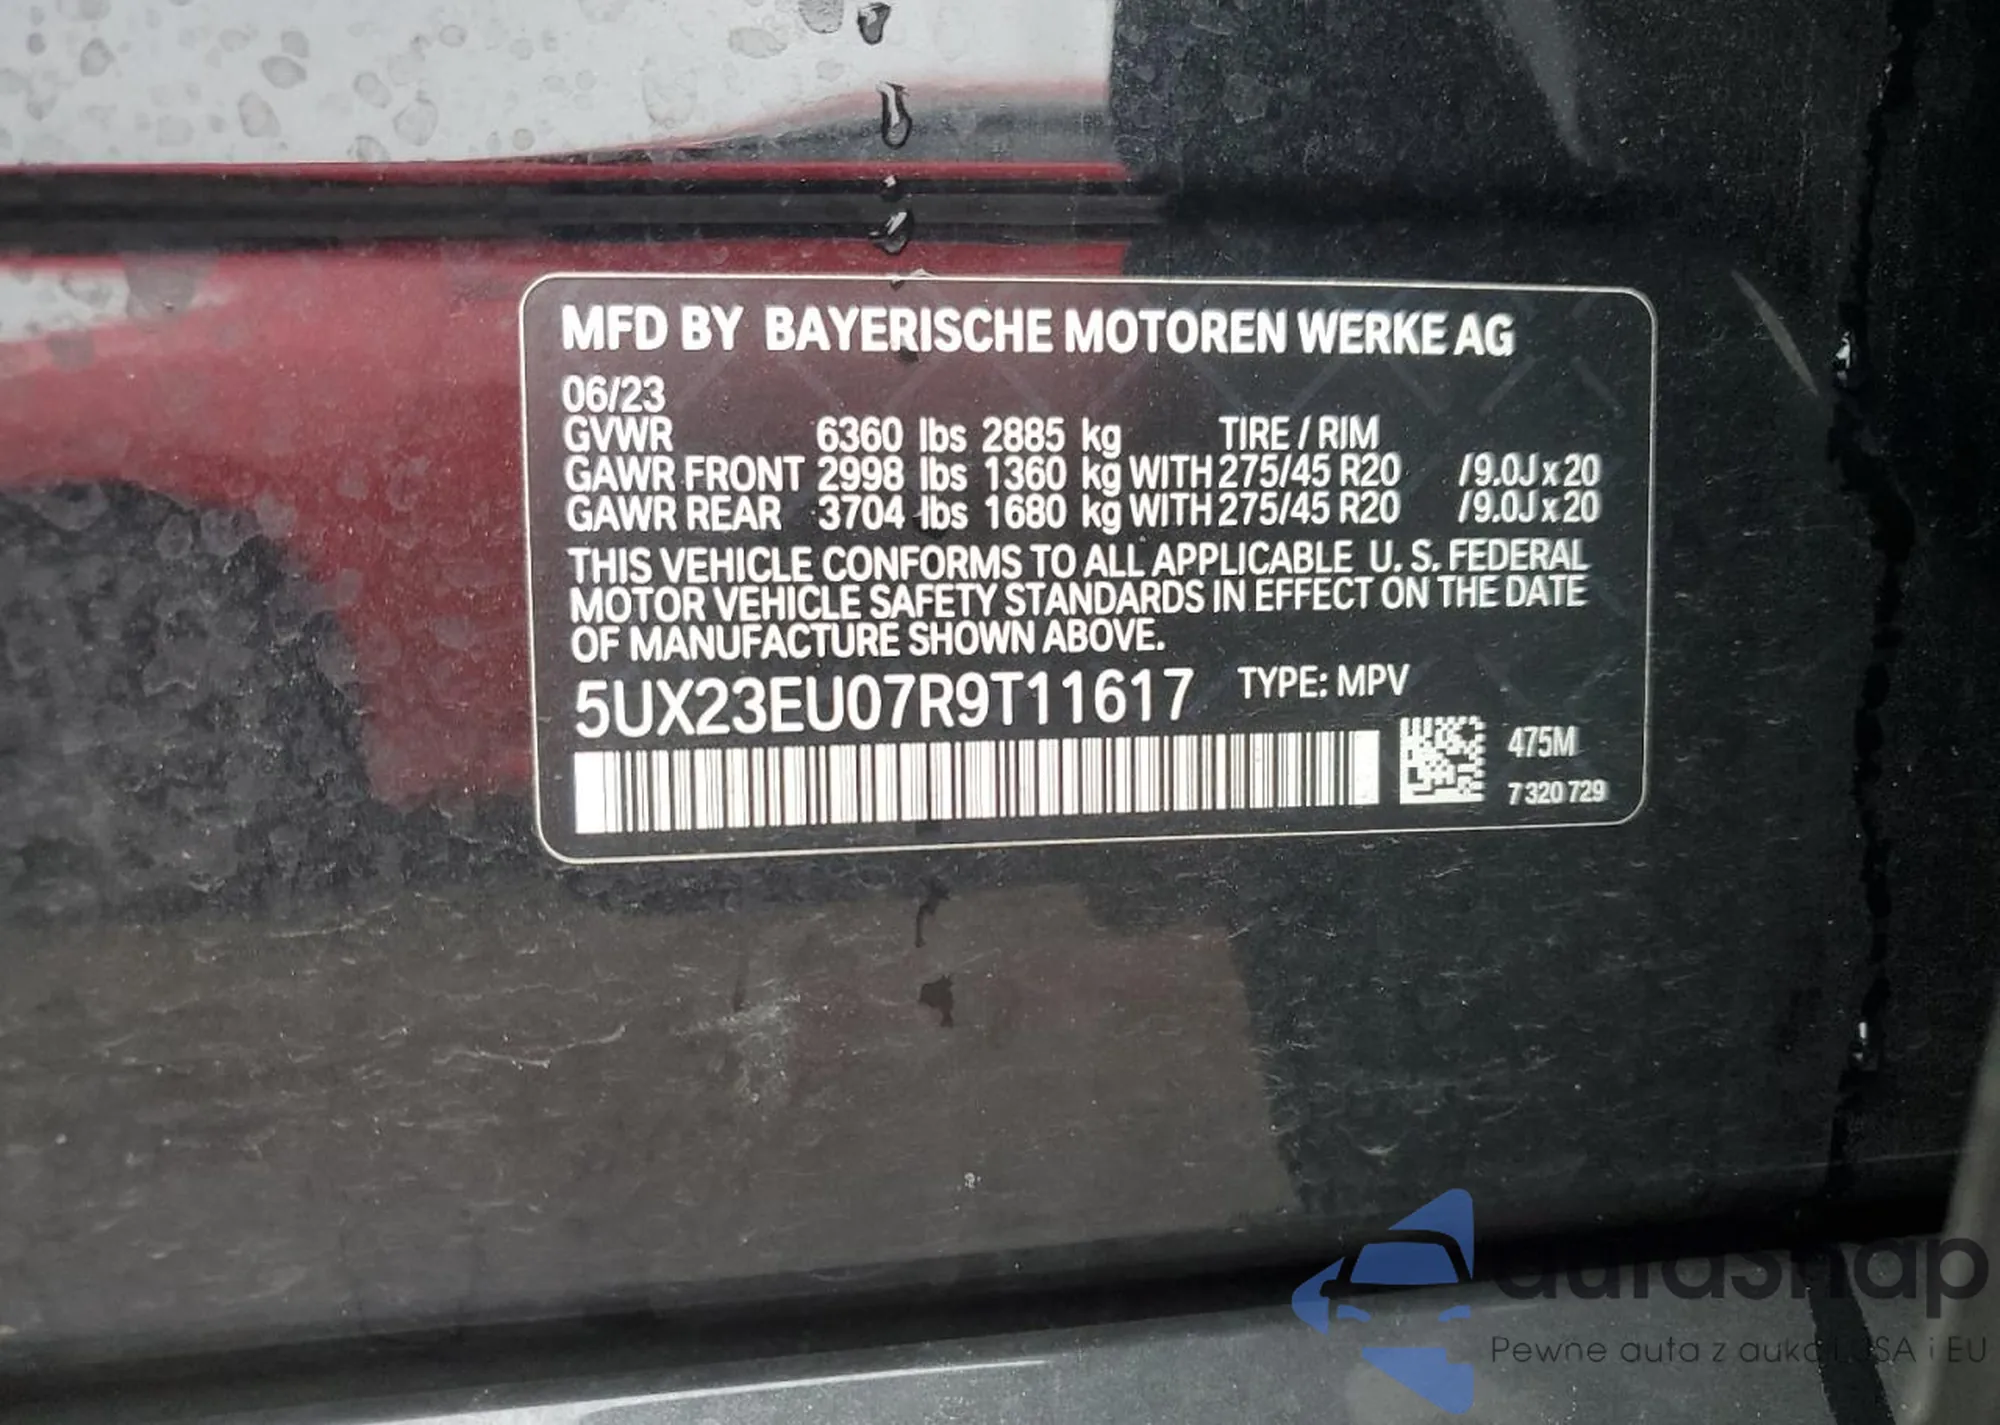 MFD BY BAYERISCHE MOTOREN WERKE AG
06/23
GVWR 6360 lbs 2885 kg TIRE / RIM
GAWR FRONT 2998 lbs 1360 kg WITH 275/45 R20 /9.0J x 20
GAWR REAR 3704 lbs 1680 kg WITH 275/45 R20 /9.0J x 20
THIS VEHICLE CONFORMS TO ALL APPLICABLE U. S. FEDERAL
MOTOR VEHICLE SAFETY STANDARDS IN EFFECT ON THE DATE
OF MANUFACTURE SHOWN ABOVE.
5UX23EU07R9T11617 TYPE: MPV
475M
7 320 729
aurasnap
Pewne auta z aukcji USA i EU